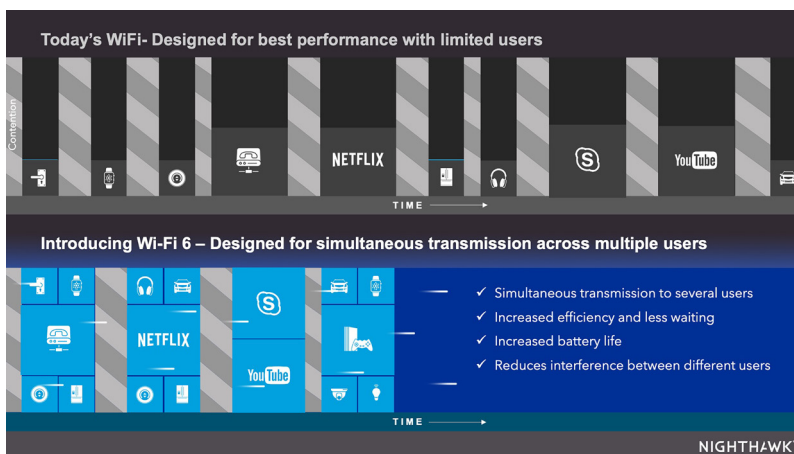 Today's WiFi- Designed for best performance with limited users
Contention
NETFLIX
S
YouTube
TIME
Introducing Wi-Fi 6 – Designed for simultaneous transmission across multiple users
S
NETFLIX
YouTube
✓ Simultaneous transmission to several users
✓ Increased efficiency and less waiting
✓ Increased battery life
✓ Reduces interference between different users
TIME
NIGHTHAWK